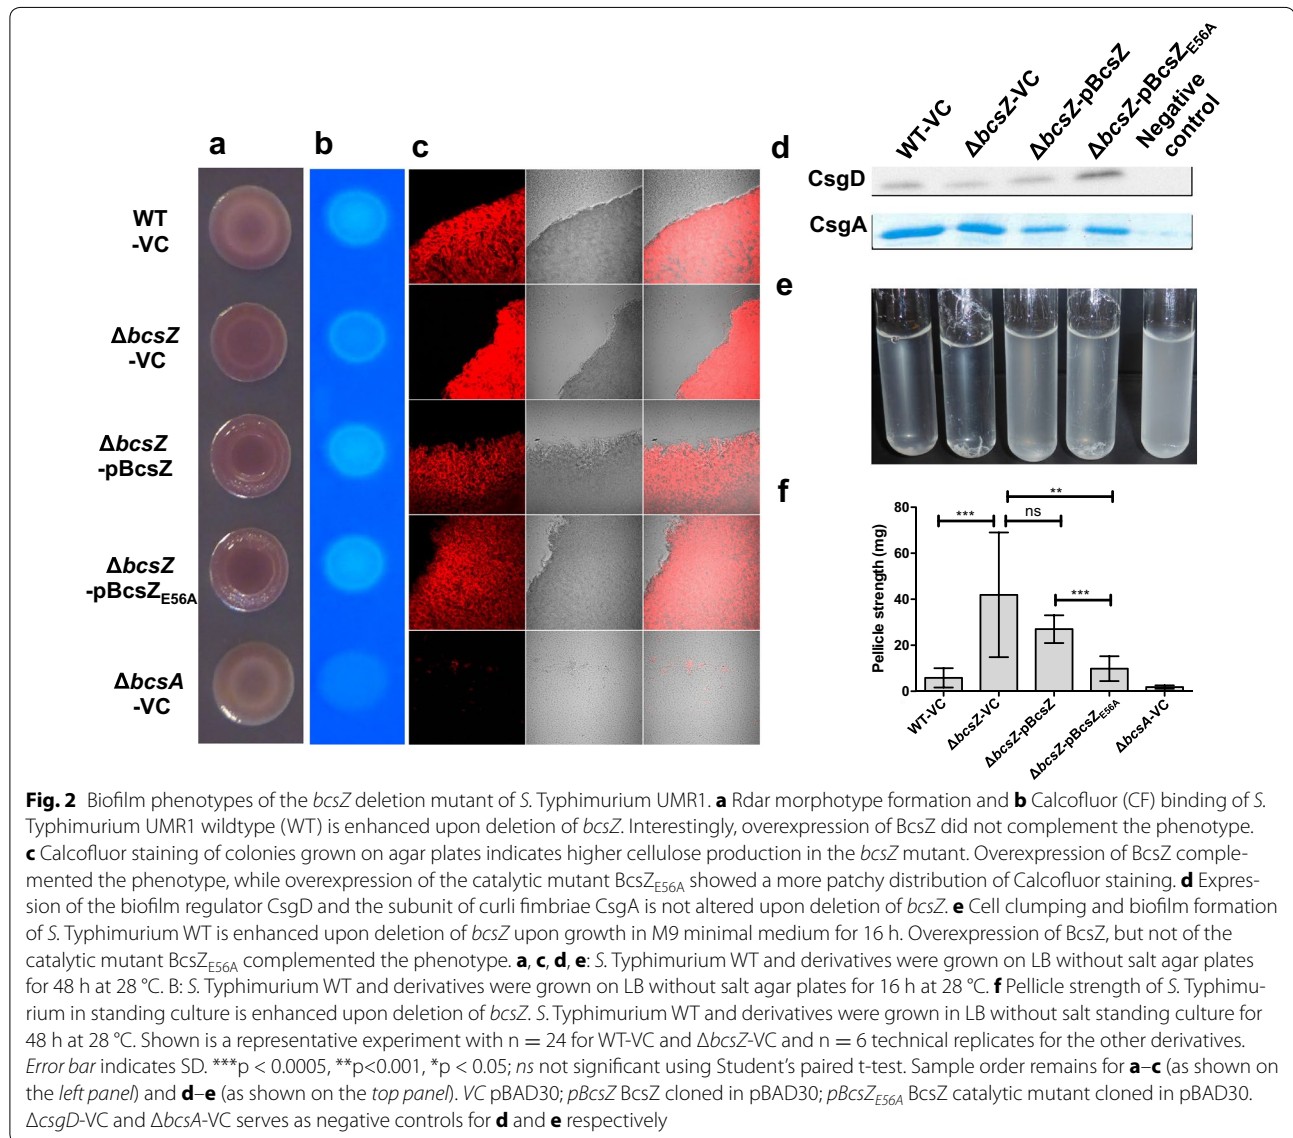 a
b
c
WT
-VC
ΔbcsZ
-VC
ΔbcsZ
-pBcsZ
ΔbcsZ
-pBcsZE56A
ΔbcsA
-VC
d
WT-VC
ΔbcsZ-VC
ΔbcsZ-pBcsZ
ΔbcsZ-pBcsZE56A
Negative
control
CsgD
CsgA
e
f
Pellicle strength (mg)
80
60
40
20
0
***
**
ns
***
WT-VC
ΔbcsZ-VC
ΔbcsZ-pBcsZ
ΔbcsZ-pBcsZE56A
ΔbcsA-VC
Fig. 2 Biofilm phenotypes of the bcsZ deletion mutant of S. Typhimurium UMR1. a Rdar morphotype formation and b Calcofluor (CF) binding of S.
Typhimurium UMR1 wildtype (WT) is enhanced upon deletion of bcsZ. Interestingly, overexpression of BcsZ did not complement the phenotype.
c Calcofluor staining of colonies grown on agar plates indicates higher cellulose production in the bcsZ mutant. Overexpression of BcsZ comple-
mented the phenotype, while overexpression of the catalytic mutant BcsZE56A showed a more patchy distribution of Calcofluor staining. d Expres-
sion of the biofilm regulator CsgD and the subunit of curli fimbriae CsgA is not altered upon deletion of bcsZ. e Cell clumping and biofilm formation
of S. Typhimurium WT is enhanced upon deletion of bcsZ upon growth in M9 minimal medium for 16 h. Overexpression of BcsZ, but not of the
catalytic mutant BcsZE56A complemented the phenotype. a, c, d, e: S. Typhimurium WT and derivatives were grown on LB without salt agar plates
for 48 h at 28 °C. B: S. Typhimurium WT and derivatives were grown on LB without salt agar plates for 16 h at 28 °C. f Pellicle strength of S. Typhimu-
rium in standing culture is enhanced upon deletion of bcsZ. S. Typhimurium WT and derivatives were grown in LB without salt standing culture for
48 h at 28 °C. Shown is a representative experiment with n = 24 for WT-VC and ΔbcsZ-VC and n = 6 technical replicates for the other derivatives.
Error bar indicates SD. ***p < 0.0005, **p<0.001, *p < 0.05; ns not significant using Student's paired t-test. Sample order remains for a–c (as shown on
the left panel) and d–e (as shown on the top panel). VC pBAD30; pBcsZ BcsZ cloned in pBAD30; pBcsZE56A BcsZ catalytic mutant cloned in pBAD30.
ΔcsgD-VC and ΔbcsA-VC serves as negative controls for d and e respectively